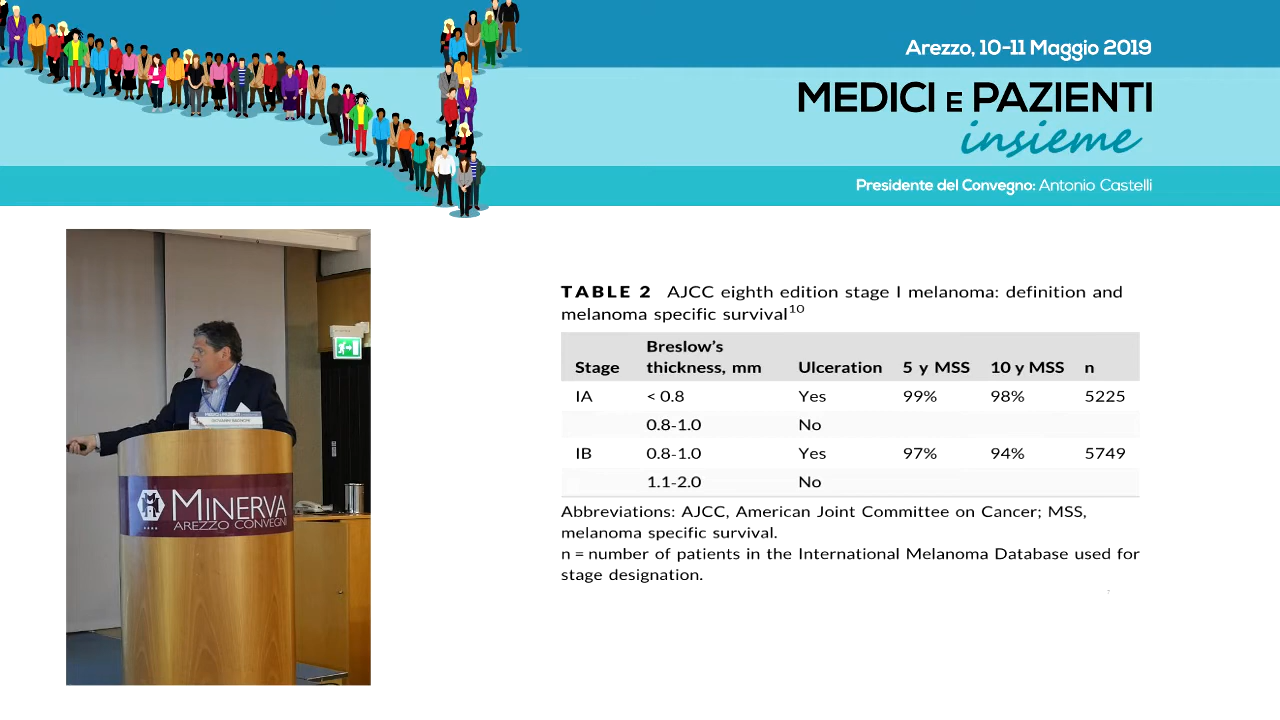 Arezzo, 10-11 Maggio 2019
MEDICI E PAZIENTI
insieme
Presidente del Convegno: Antonio Castelli
MINERVA
AREZZO CONVEGNI
TABLE 2 AJCC eighth edition stage I melanoma: definition and
melanoma specific survival10
Breslow's
Stage thickness, mm Ulceration 5 y MSS 10 y MSS n
IA < 0.8 Yes 99% 98% 5225
0.8-1.0 No
IB 0.8-1.0 Yes 97% 94% 5749
1.1-2.0 No
Abbreviations: AJCC, American Joint Committee on Cancer; MSS,
melanoma specific survival.
n = number of patients in the International Melanoma Database used for
stage designation.
7